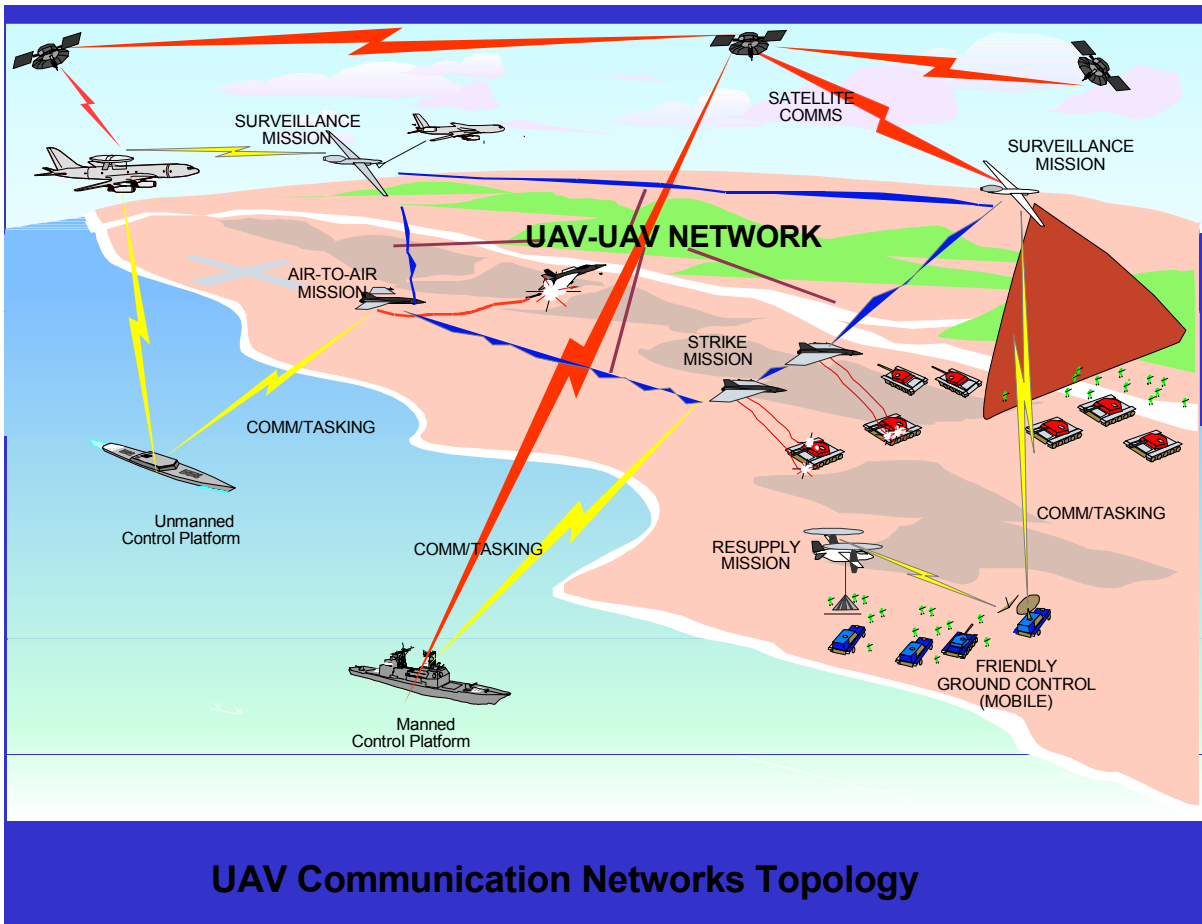 SATELLITE
COMMS
SURVEILLANCE
MISSION
SURVEILLANCE
MISSION
UAV-UAV NETWORK
AIR-TO-AIR
MISSION
STRIKE
MISSION
COMM/TASKING
Unmanned
Control Platform
COMM/TASKING
COMM/TASKING
RESUPPLY
MISSION
FRIENDLY
GROUND CONTROL
(MOBILE)
Manned
Control Platform
UAV Communication Networks Topology